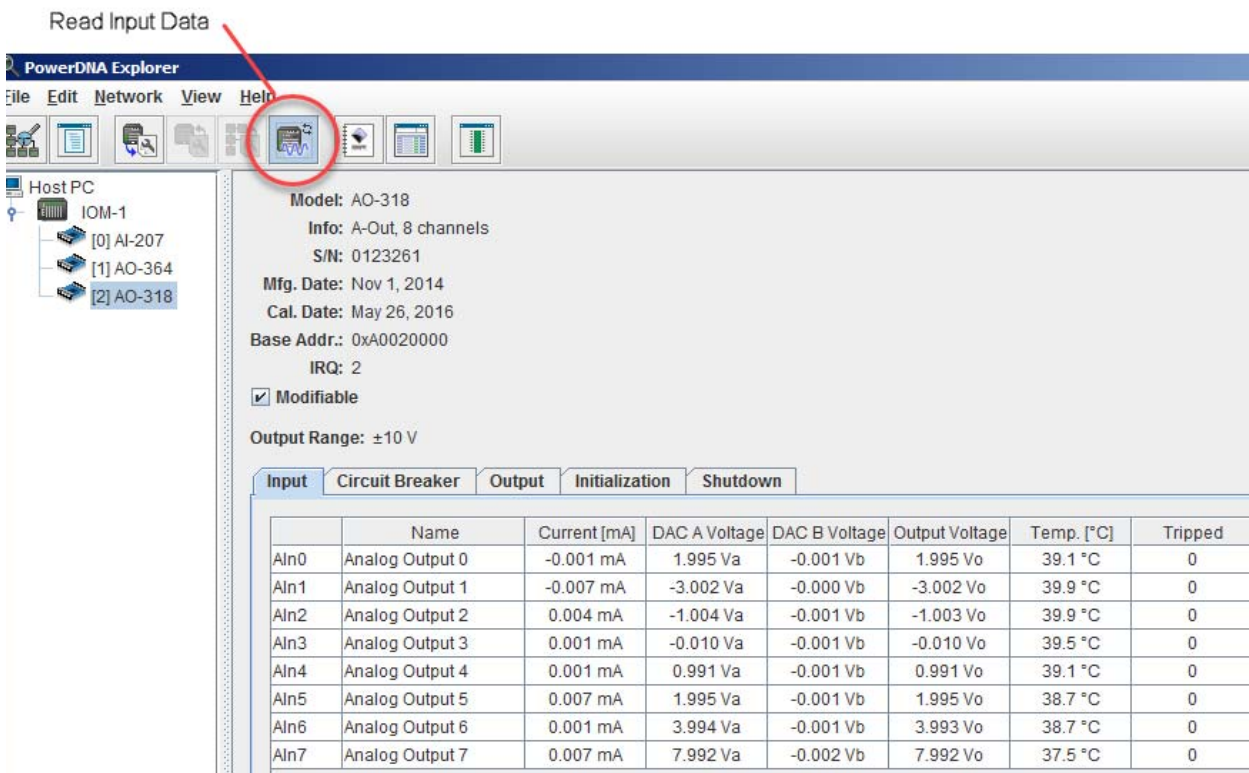 Read Input Data
PowerDNA Explorer
File Edit Network View Help
Host PC
IOM-1
[0] AI-207
[1] AO-364
[2] AO-318
Model: AO-318
Info: A-Out, 8 channels
S/N: 0123261
Mfg. Date: Nov 1, 2014
Cal. Date: May 26, 2016
Base Addr.: 0xA0020000
IRQ: 2
Modifiable
Output Range: ±10 V
Input Circuit Breaker Output Initialization Shutdown
Name Current [mA] DAC A Voltage DAC B Voltage Output Voltage Temp. [°C] Tripped
AIn0 Analog Output 0 -0.001 mA 1.995 Va -0.001 Vb 1.995 Vo 39.1 °C 0
AIn1 Analog Output 1 -0.007 mA -3.002 Va -0.000 Vb -3.002 Vo 39.9 °C 0
AIn2 Analog Output 2 0.004 mA -1.004 Va -0.001 Vb -1.003 Vo 39.9 °C 0
AIn3 Analog Output 3 0.001 mA -0.010 Va -0.001 Vb -0.010 Vo 39.5 °C 0
AIn4 Analog Output 4 0.001 mA 0.991 Va -0.001 Vb 0.991 Vo 39.1 °C 0
AIn5 Analog Output 5 0.007 mA 1.995 Va -0.001 Vb 1.995 Vo 38.7 °C 0
AIn6 Analog Output 6 0.001 mA 3.994 Va -0.001 Vb 3.993 Vo 38.7 °C 0
AIn7 Analog Output 7 0.007 mA 7.992 Va -0.002 Vb 7.992 Vo 37.5 °C 0